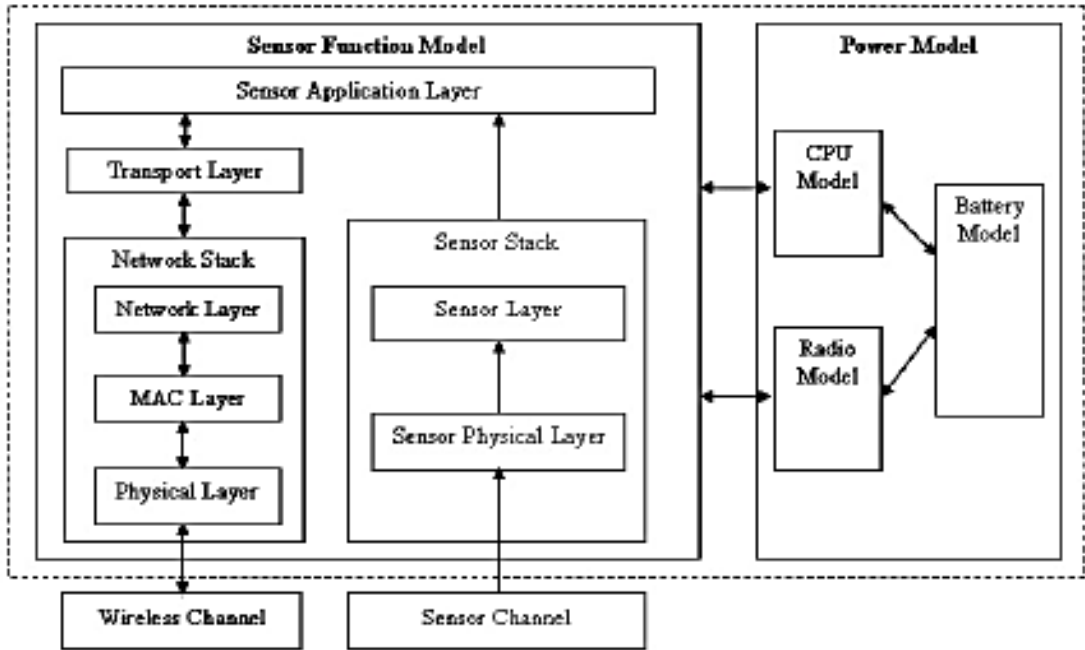 Sensor Function Model
Sensor Application Layer
Transport Layer
Network Stack
Network Layer
MAC Layer
Physical Layer
Sensor Stack
Sensor Layer
Sensor Physical Layer
Power Model
CPU
Model
Radio
Model
Battery
Model
Wireless Channel
Sensor Channel